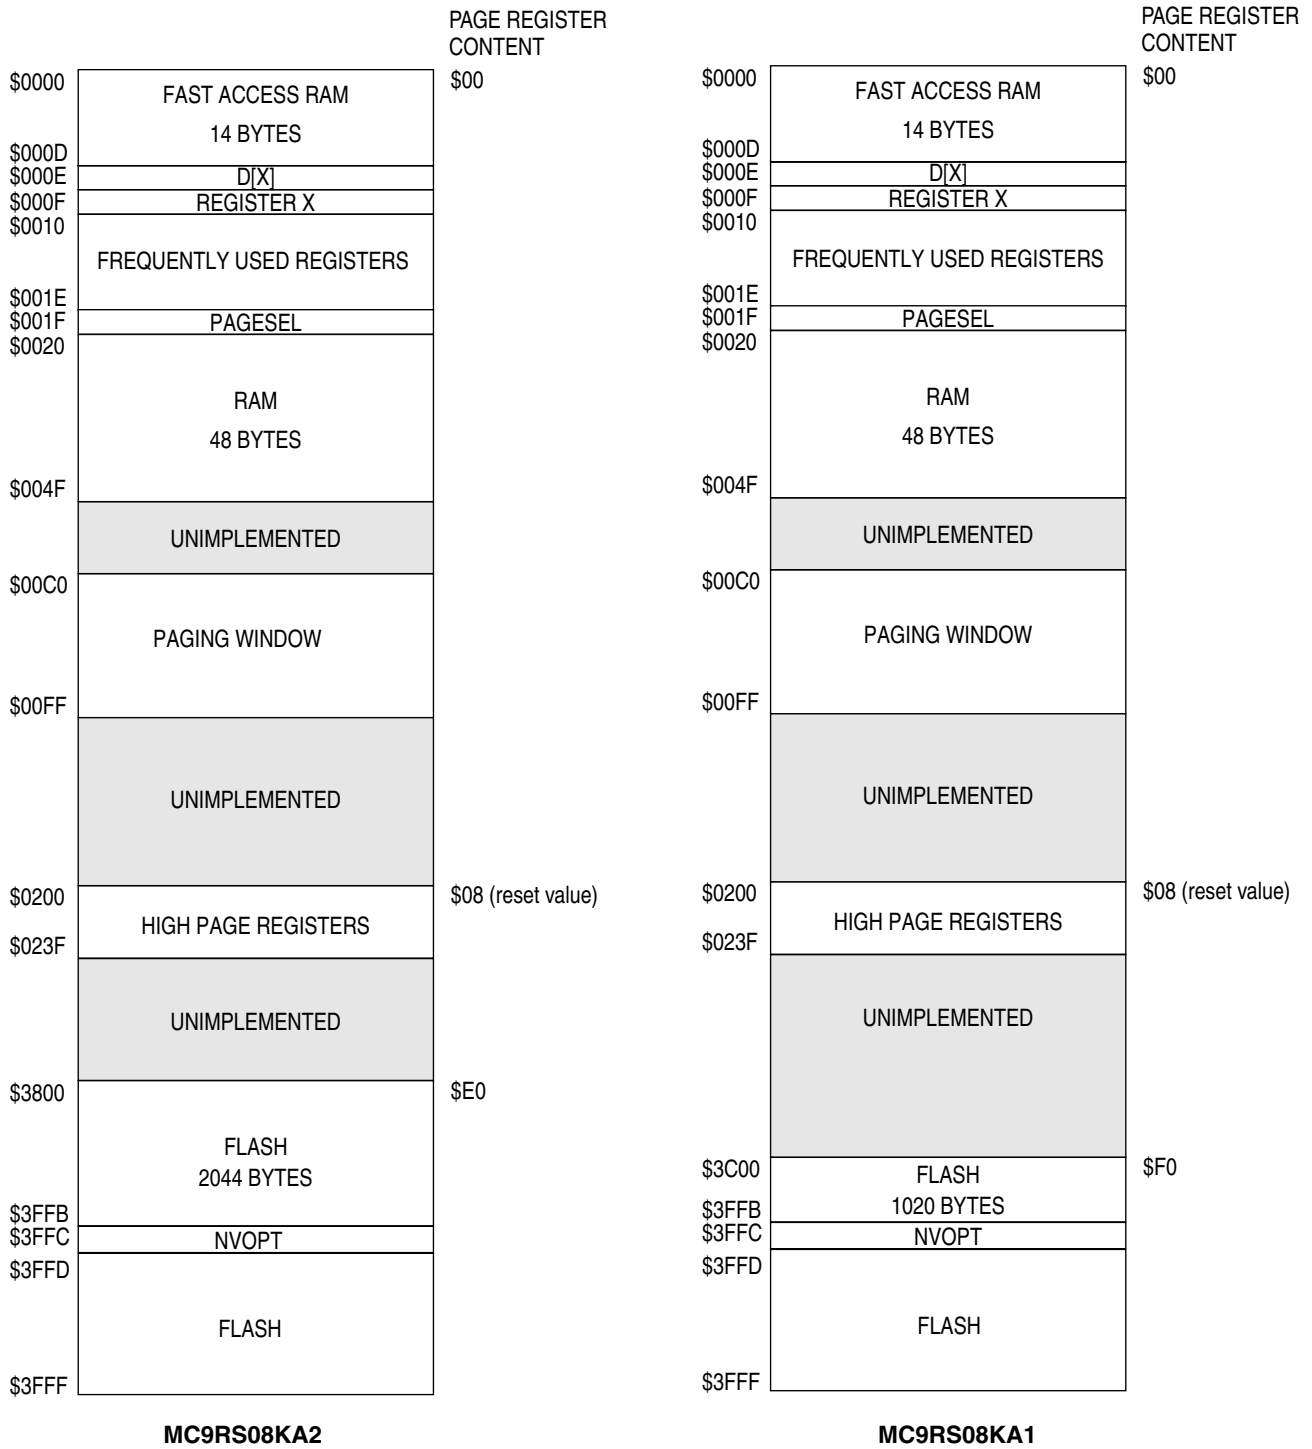 PAGE REGISTER
CONTENT
$0000
FAST ACCESS RAM
$00
14 BYTES
$000D
$000E
D[X]
$000F
REGISTER X
$0010
FREQUENTLY USED REGISTERS
$001E
$001F
PAGESEL
$0020
RAM
48 BYTES
$004F
UNIMPLEMENTED
$00C0
PAGING WINDOW
$00FF
UNIMPLEMENTED
$0200
$08 (reset value)
HIGH PAGE REGISTERS
$023F
UNIMPLEMENTED
$3800
$E0
FLASH
2044 BYTES
$3FFB
$3FFC
NVOPT
$3FFD
FLASH
$3FFF
MC9RS08KA2
PAGE REGISTER
CONTENT
$0000
FAST ACCESS RAM
$00
14 BYTES
$000D
$000E
D[X]
$000F
REGISTER X
$0010
FREQUENTLY USED REGISTERS
$001E
$001F
PAGESEL
$0020
RAM
48 BYTES
$004F
UNIMPLEMENTED
$00C0
PAGING WINDOW
$00FF
UNIMPLEMENTED
$0200
$08 (reset value)
HIGH PAGE REGISTERS
$023F
UNIMPLEMENTED
$3C00
$F0
FLASH
1020 BYTES
$3FFB
$3FFC
NVOPT
$3FFD
FLASH
$3FFF
MC9RS08KA1